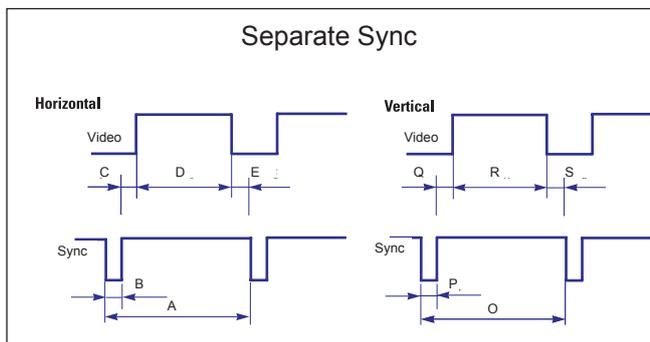 Separate Sync
Horizontal
Video
C D E
Sync
B
A
Vertical
Video
Q R S
Sync
P
O